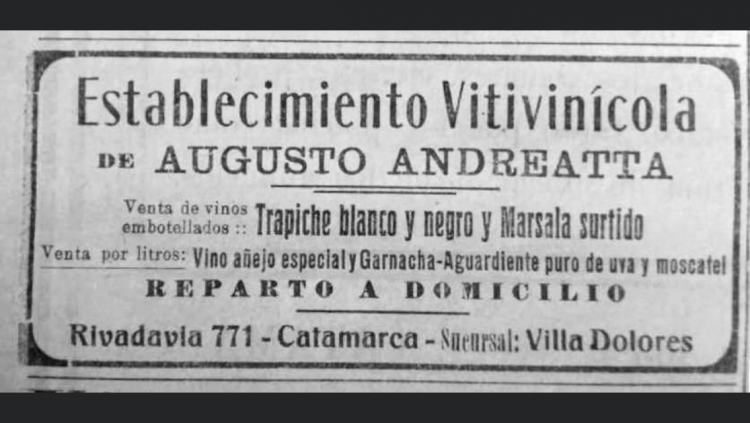 Establecimiento Vitivinícola
DE AUGUSTO ANDREATTA
Venta de vinos
embotellados :: Trapiche blanco y negro y Marsala surtido
Venta por litros: Vino añejo especial y Garnacha-Aguardiente puro de uva y moscatel
REPARTO A DOMICILIO
Rivadavia 771 - Catamarca - Sucursal: Villa Dolores